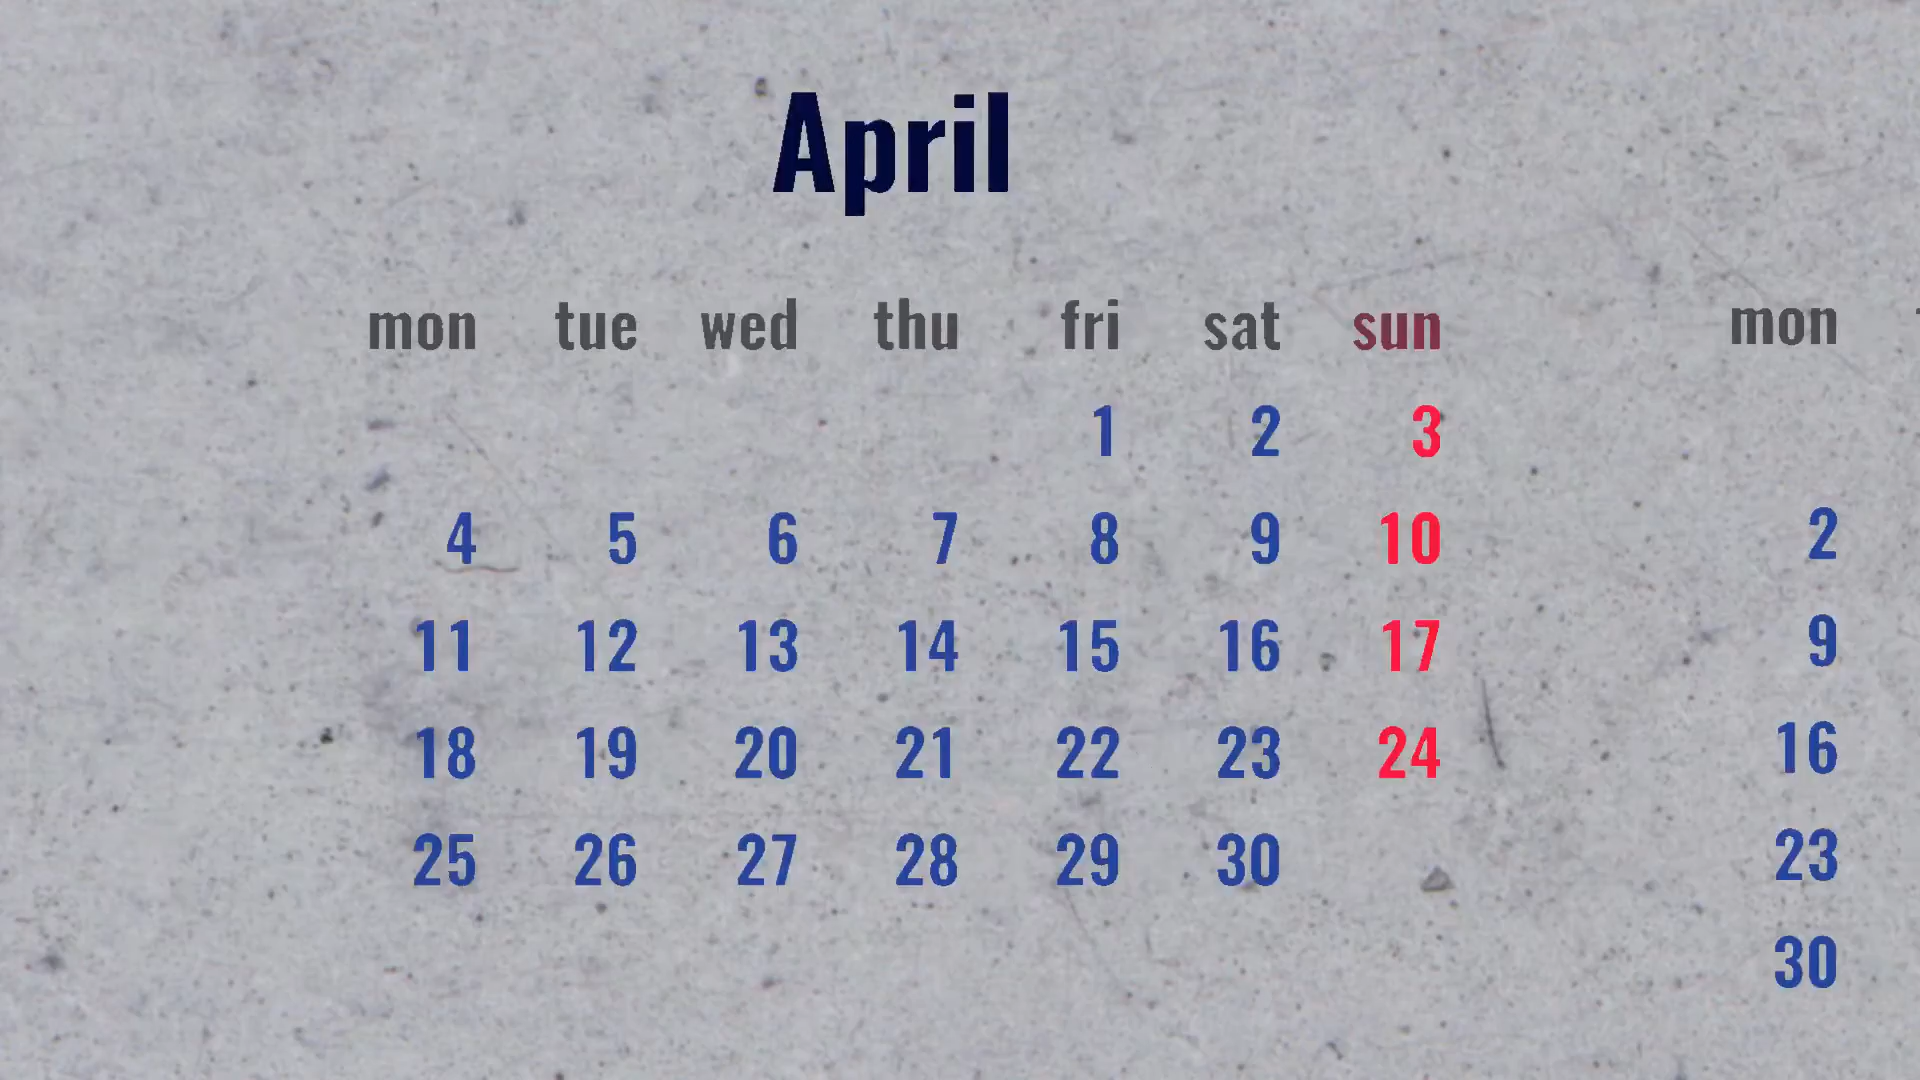 April
mon tue wed thu fri sat sun
1 2 3
4 5 6 7 8 9 10
11 12 13 14 15 16 17
18 19 20 21 22 23 24
25 26 27 28 29 30
mon
2
9
16
23
30